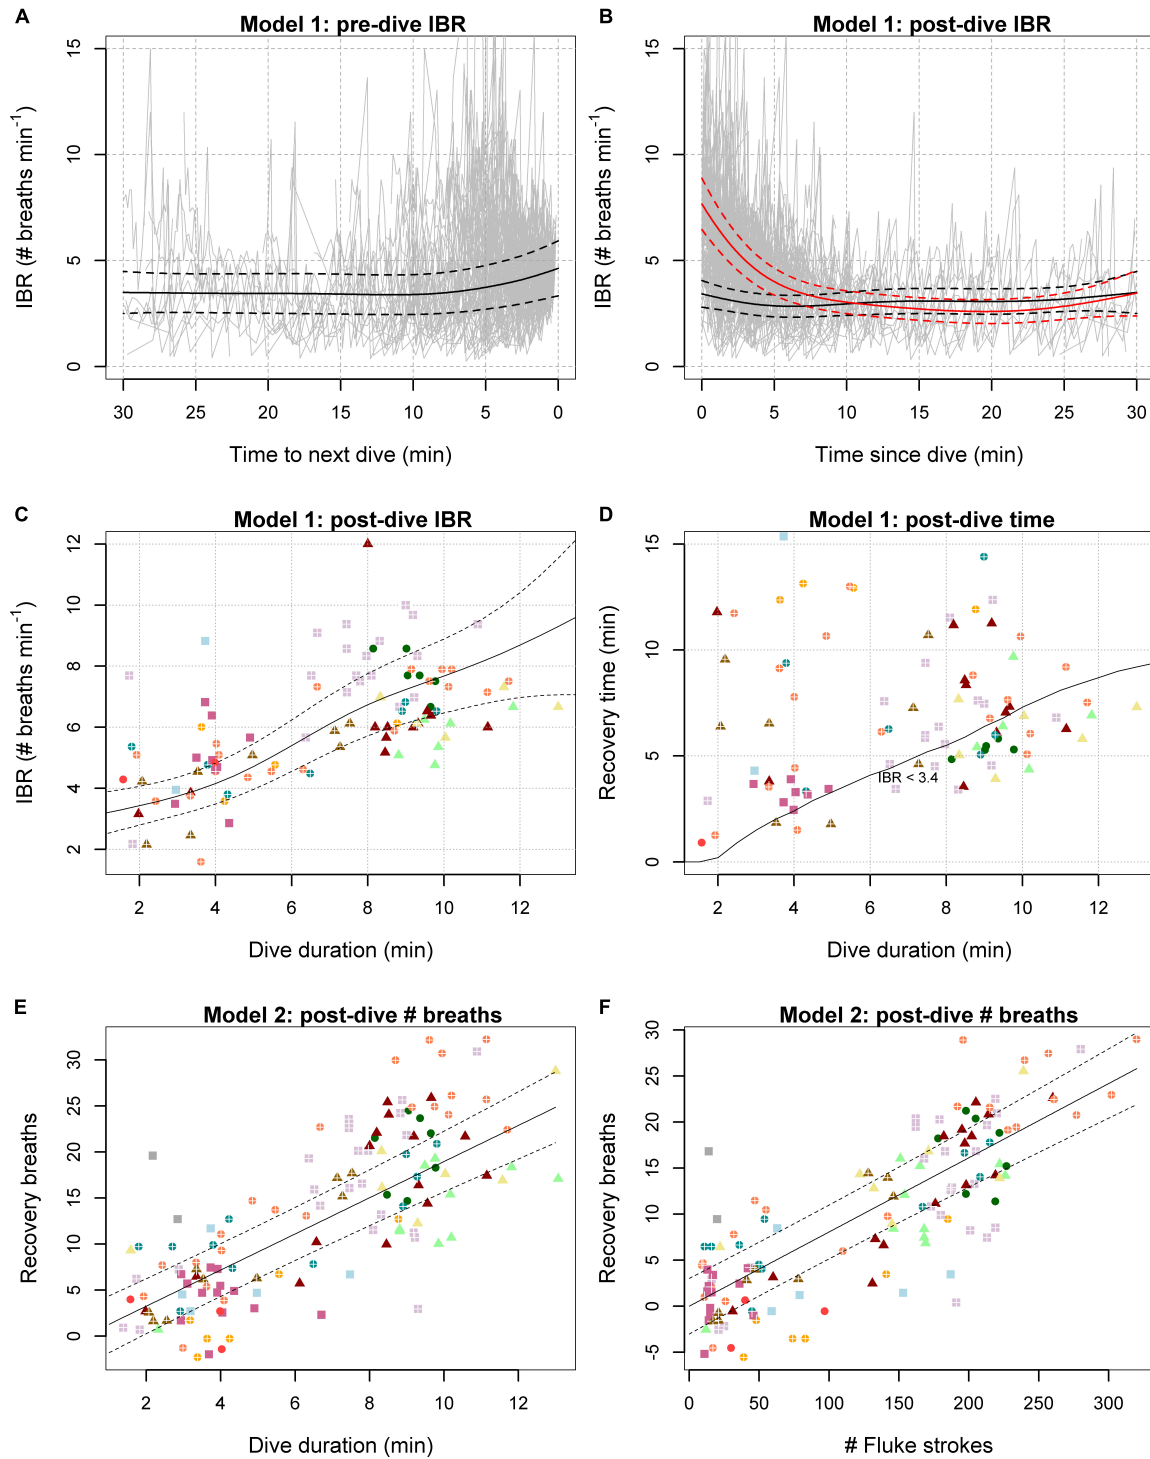 A
Model 1: pre-dive IBR
IBR (# breaths min-1)
15
10
5
0
30 25 20 15 10 5 0
Time to next dive (min)
B
Model 1: post-dive IBR
IBR (# breaths min-1)
15
10
5
0
0 5 10 15 20 25 30
Time since dive (min)
C
Model 1: post-dive IBR
IBR (# breaths min-1)
12
10
8
6
4
2
2 4 6 8 10 12
Dive duration (min)
D
Model 1: post-dive time
Recovery time (min)
15
10
5
0
IBR < 3.4
2 4 6 8 10 12
Dive duration (min)
E
Model 2: post-dive # breaths
Recovery breaths
30
25
20
15
10
5
0
2 4 6 8 10 12
Dive duration (min)
F
Model 2: post-dive # breaths
Recovery breaths
30
25
20
15
10
5
0
-5
0 50 100 150 200 250 300
# Fluke strokes